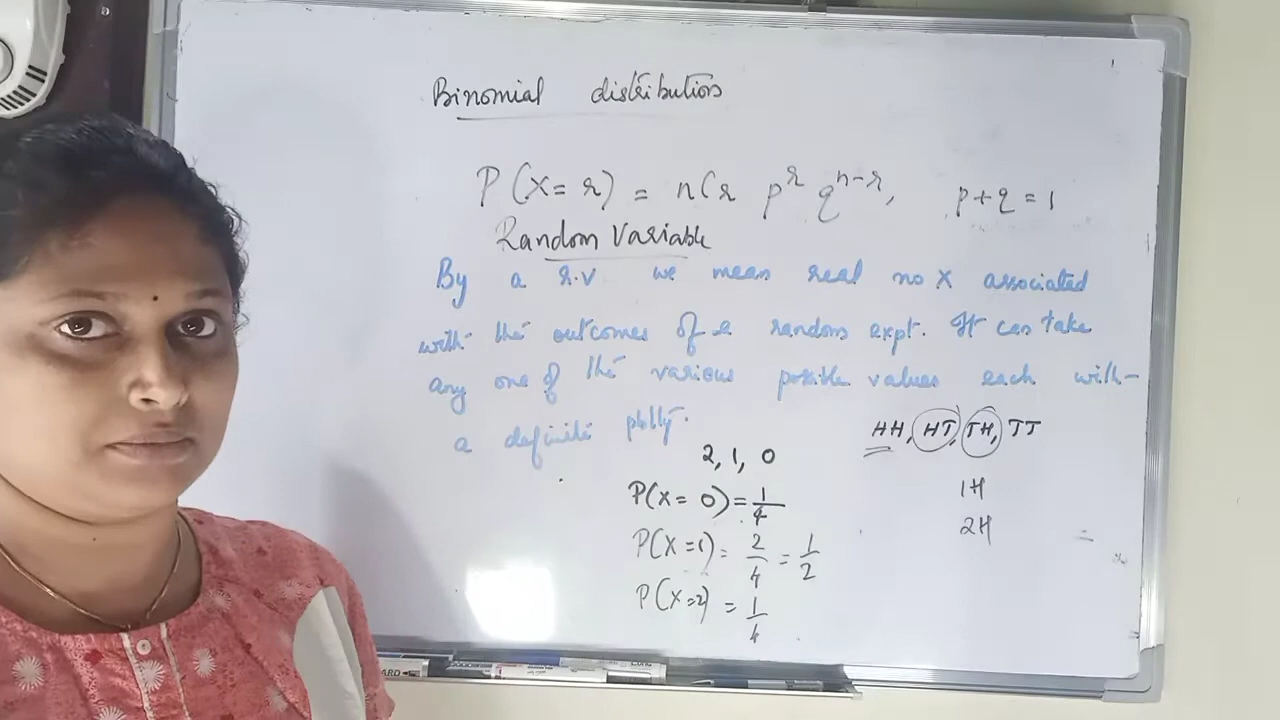 Binomial distribution
P(X = r) = nCr p^r q^{n-r}, p+q = 1
Random Variable
By a r.v we mean real no X associated
with the outcomes of a random expt. It can take
any one of the various possible values each with
a definite pblty.
HH, HT, TH, TT
2, 1, 0
P(X = 0) = 1/4
1H
P(X = 1) = 2/4 = 1/2
2H
P(X = 2) = 1/4